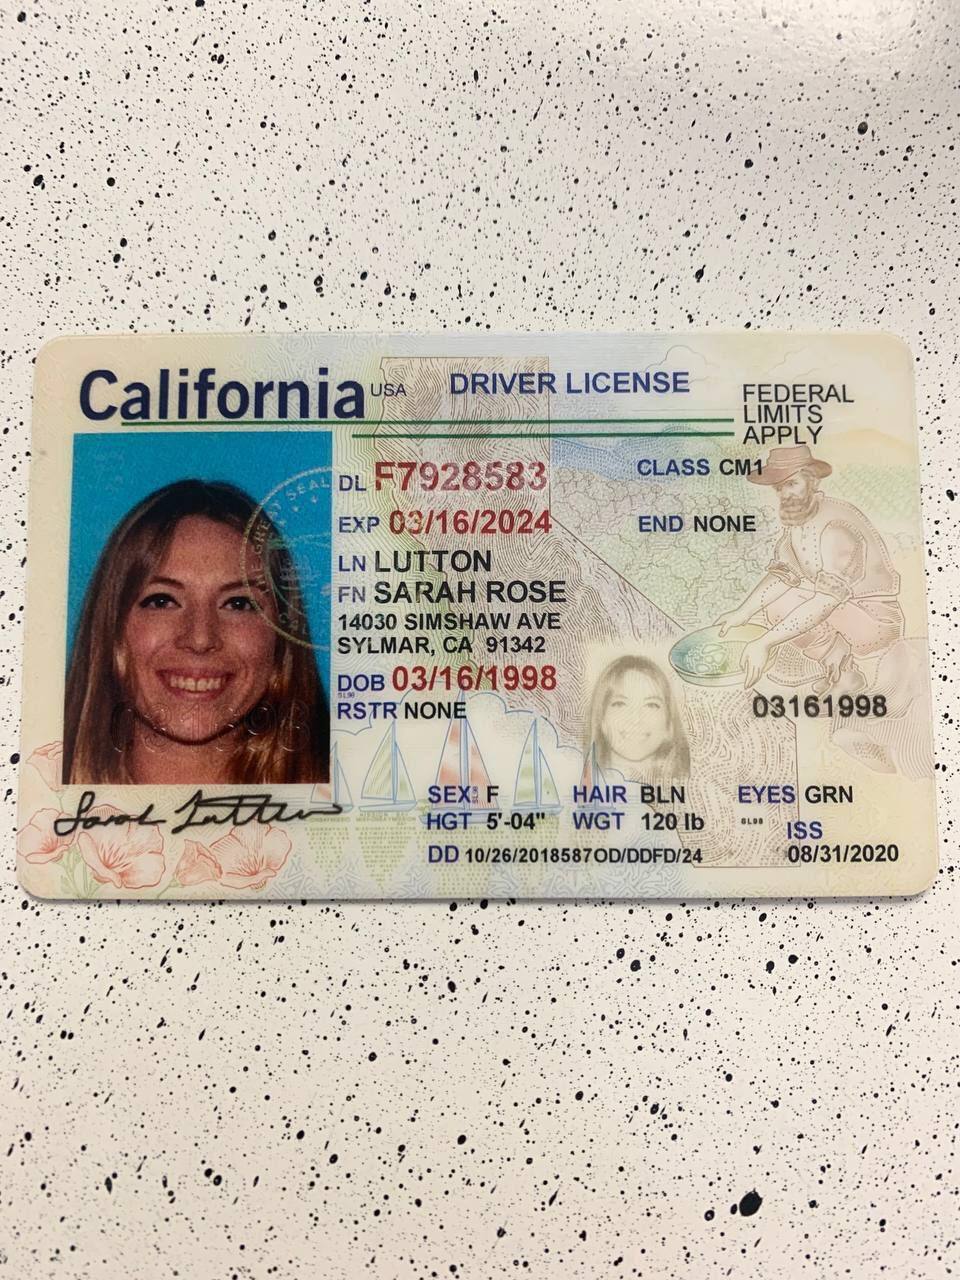 California USA DRIVER LICENSE
FEDERAL
LIMITS
APPLY
DL F7928583
CLASS CM1
EXP 03/16/2024
END NONE
LN LUTTON
FN SARAH ROSE
14030 SIMSHAW AVE
SYLMAR, CA 91342
DOB 03/16/1998
RSTR NONE
03161998
SEX F
HAIR BLN
EYES GRN
HGT 5'-04"
WGT 120 lb
ISS
08/31/2020
DD 10/26/2018587OD/DDFD/24
Sarah Lutton
SEAL